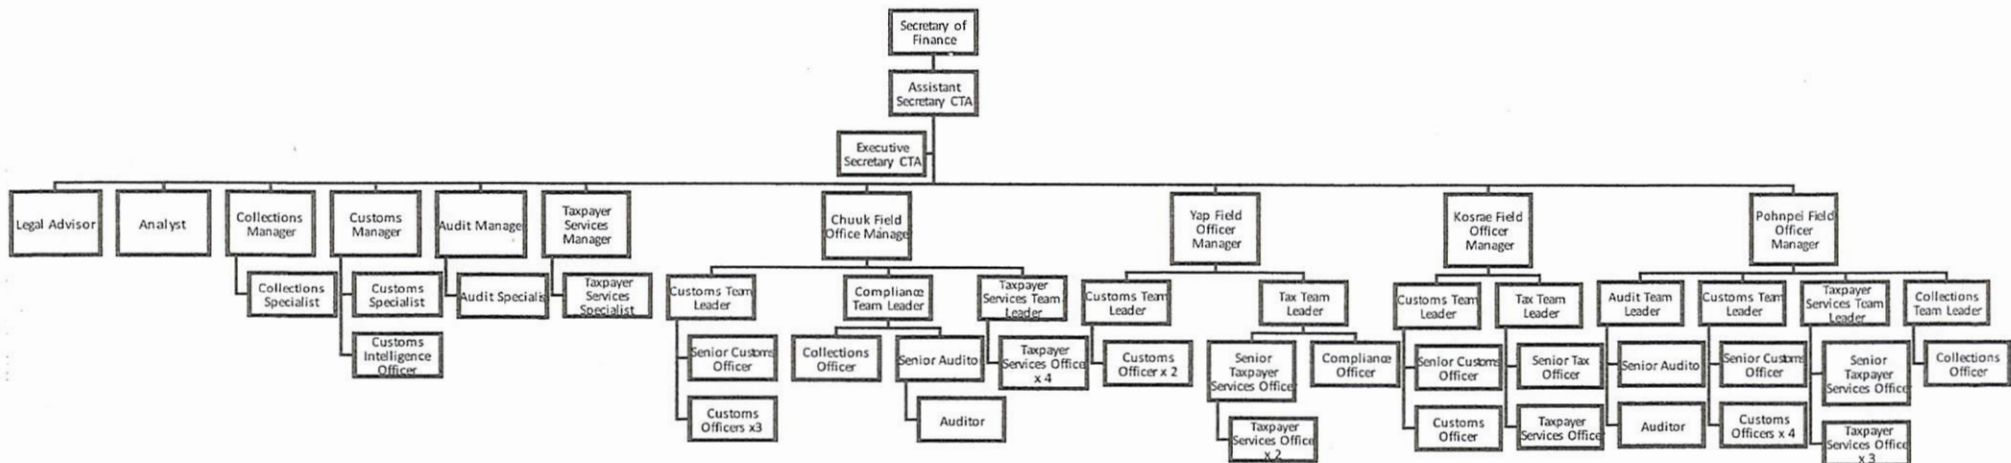 Secretary of
Finance
Assistant
Secretary CTA
Executive
Secretary CTA
Legal Advisor
Analyst
Collections
Manager
Customs
Manager
Audit Manage
Taxpayer
Services
Manager
Chuuk Field
Office Manage
Yap Field
Officer
Manager
Kosrae Field
Officer
Manager
Pohnpei Field
Officer
Manager
Collections
Specialist
Customs
Specialist
Customs
Intelligence
Officer
Audit Specialis
Taxpayer
Services
Specialist
Customs Team
Leader
Senior Customs
Officer
Customs
Officers x3
Compliance
Team Leader
Collections
Officer
Senior Audito
Auditor
Taxpayer
Services Team
Leader
Taxpayer
Services Office
x 4
Customs Team
Leader
Customs
Officer x 2
Tax Team
Leader
Senior
Taxpayer
Services Office
Taxpayer
Services Office
x 2
Compliance
Officer
Customs Team
Leader
Senior Customs
Officer
Customs
Officer
Tax Team
Leader
Senior Tax
Officer
Taxpayer
Services Office
Audit Team
Leader
Senior Audito
Auditor
Customs Team
Leader
Senior Customs
Officer
Customs
Officers x 4
Taxpayer
Services Team
Leader
Senior
Taxpayer
Services Office
Taxpayer
Services Office
x 3
Collections
Team Leader
Collections
Officer